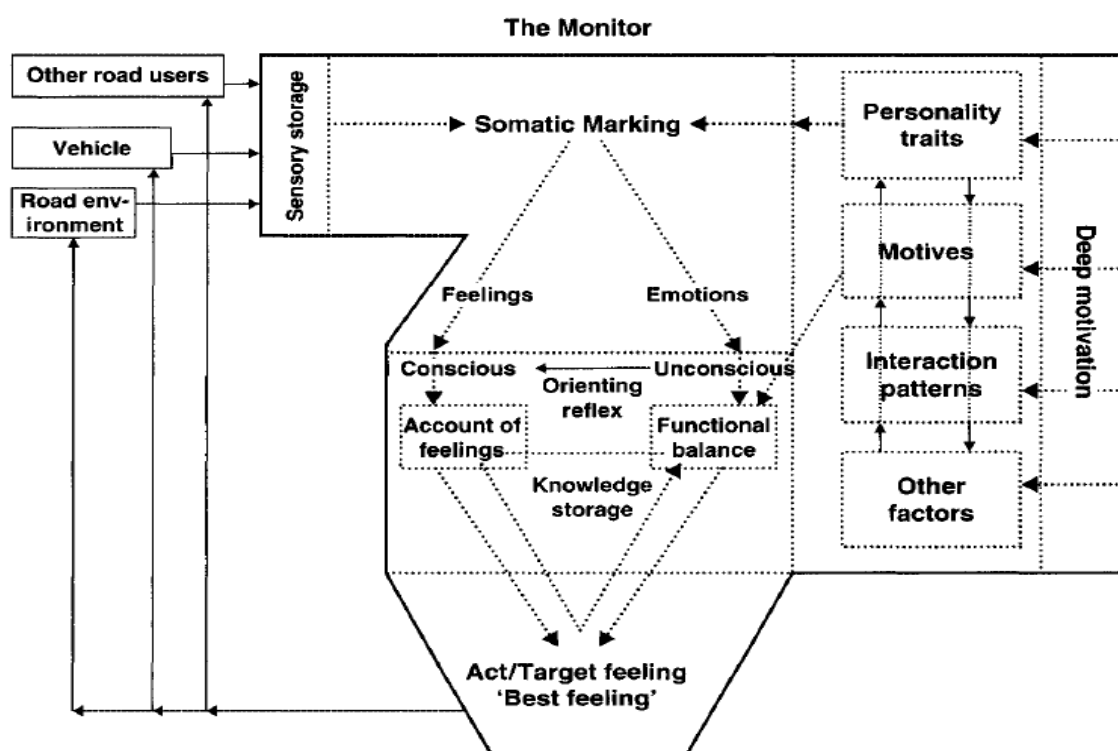 The Monitor
Other road users
Vehicle
Road env-
ironment
Sensory storage
Somatic Marking
Personality
traits
Motives
Interaction
patterns
Other
factors
Deep motivation
Feelings
Emotions
Conscious
Unconscious
Orienting
reflex
Account of
feelings
Functional
balance
Knowledge
storage
Act/Target feeling
‘Best feeling’